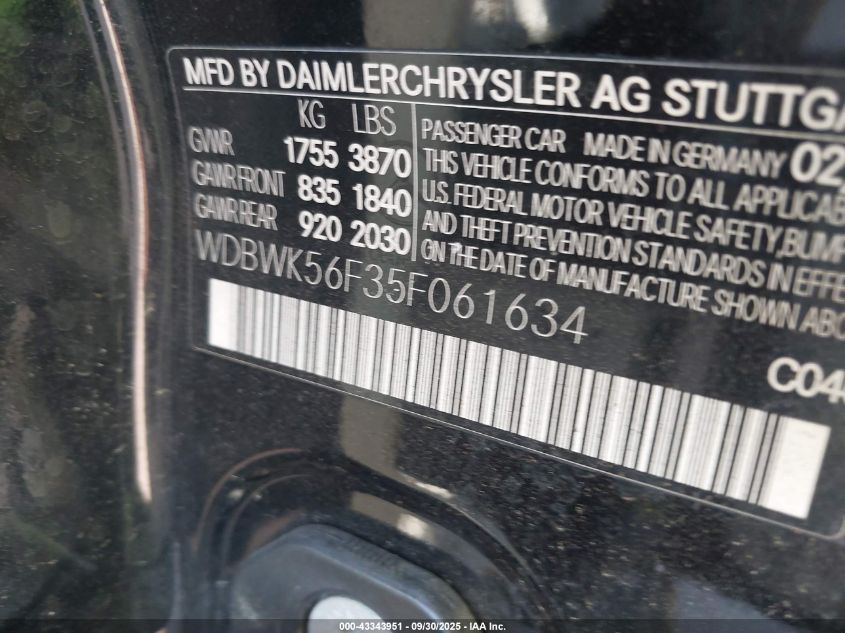 MFD BY DAIMLERCHRYSLER AG STUTTGA
KG LBS
GVWR 1755 3870
GAWR FRONT 835 1840
GAWR REAR 920 2030
PASSENGER CAR MADE IN GERMANY 02
THIS VEHICLE CONFORMS TO ALL APPLICAB
U.S. FEDERAL MOTOR VEHICLE SAFETY, BUMP
AND THEFT PREVENTION STANDARDS IN EFFE
ON THE DATE OF MANUFACTURE SHOWN ABO
WDBWK56F35F061634
C04
000-43343951 - 09/30/2025 - IAA Inc.